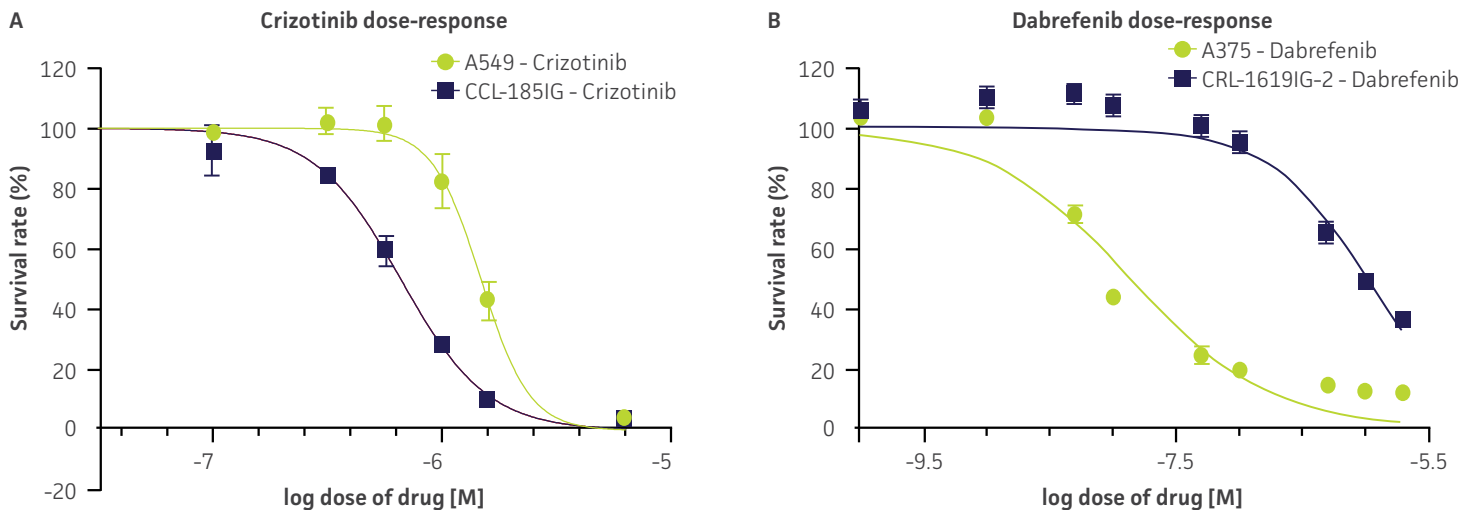 A
Crizotinib dose-response
A549 - Crizotinib
CCL-185IG - Crizotinib
Survival rate (%)
120
100
80
60
40
20
0
-20
-7
-6
-5
log dose of drug [M]
B
Dabrefenib dose-response
A375 - Dabrefenib
CRL-1619IG-2 - Dabrefenib
Survival rate (%)
120
100
80
60
40
20
0
-9.5
-7.5
-5.5
log dose of drug [M]